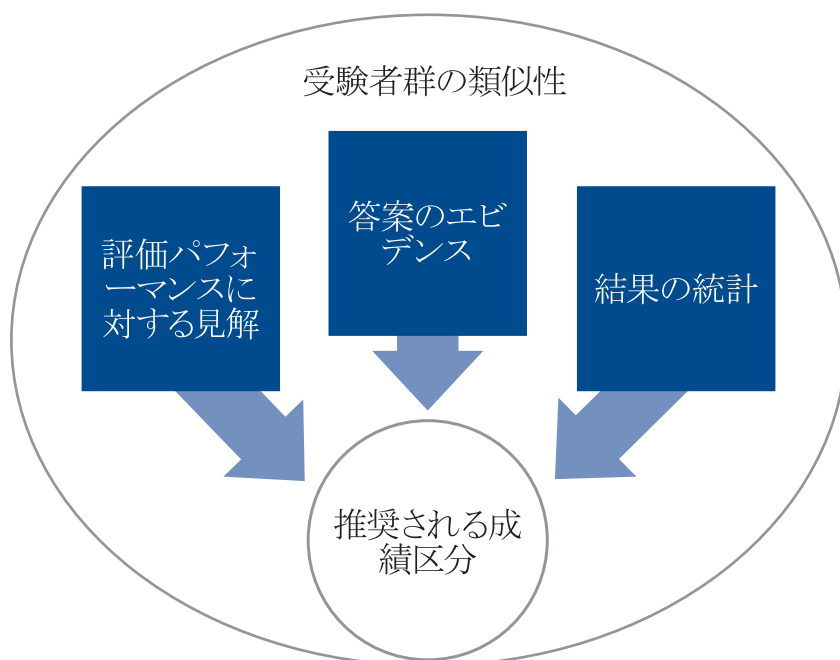 受験者群の類似性
評価パフォ
ーマンスに
対する見解
答案のエビ
デンス
結果の統計
推奨される成
績区分